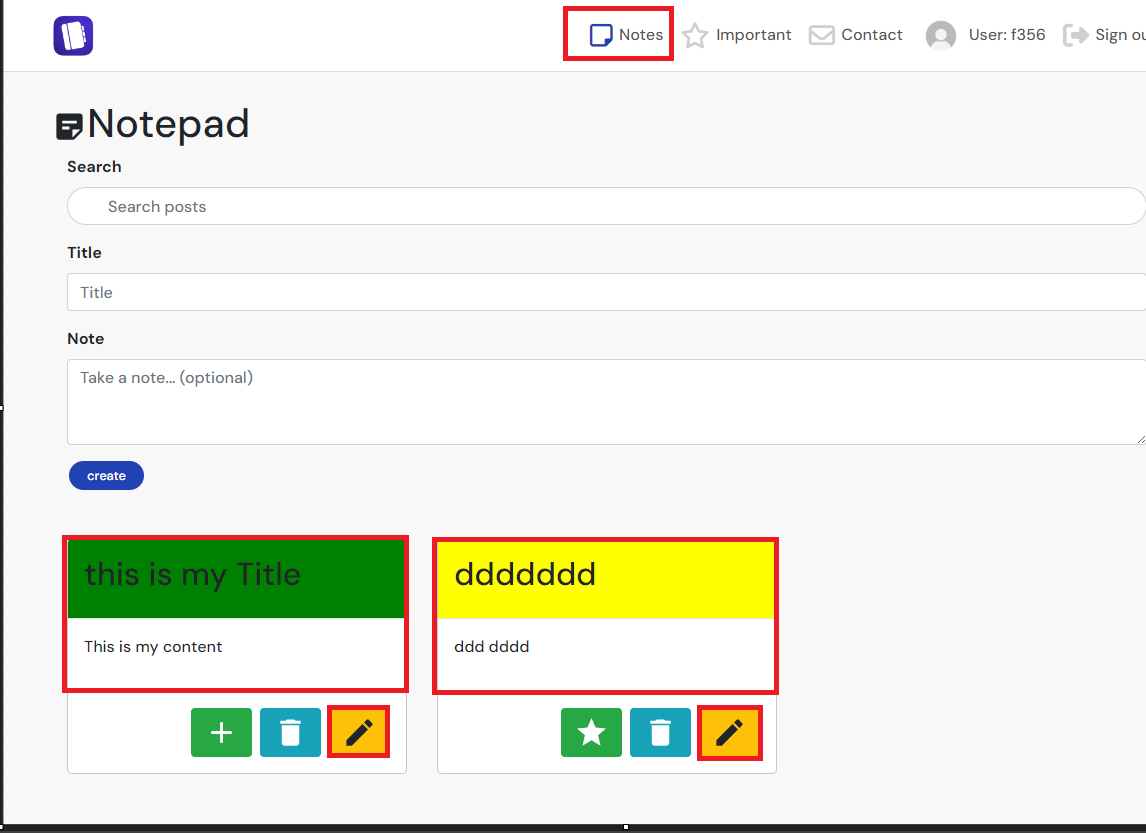 Notes Important Contact User: f356 Sign ou
Notepad
Search
Search posts
Title
Title
Note
Take a note... (optional)
create
this is my Title
This is my content
ddddddd
ddd dddd